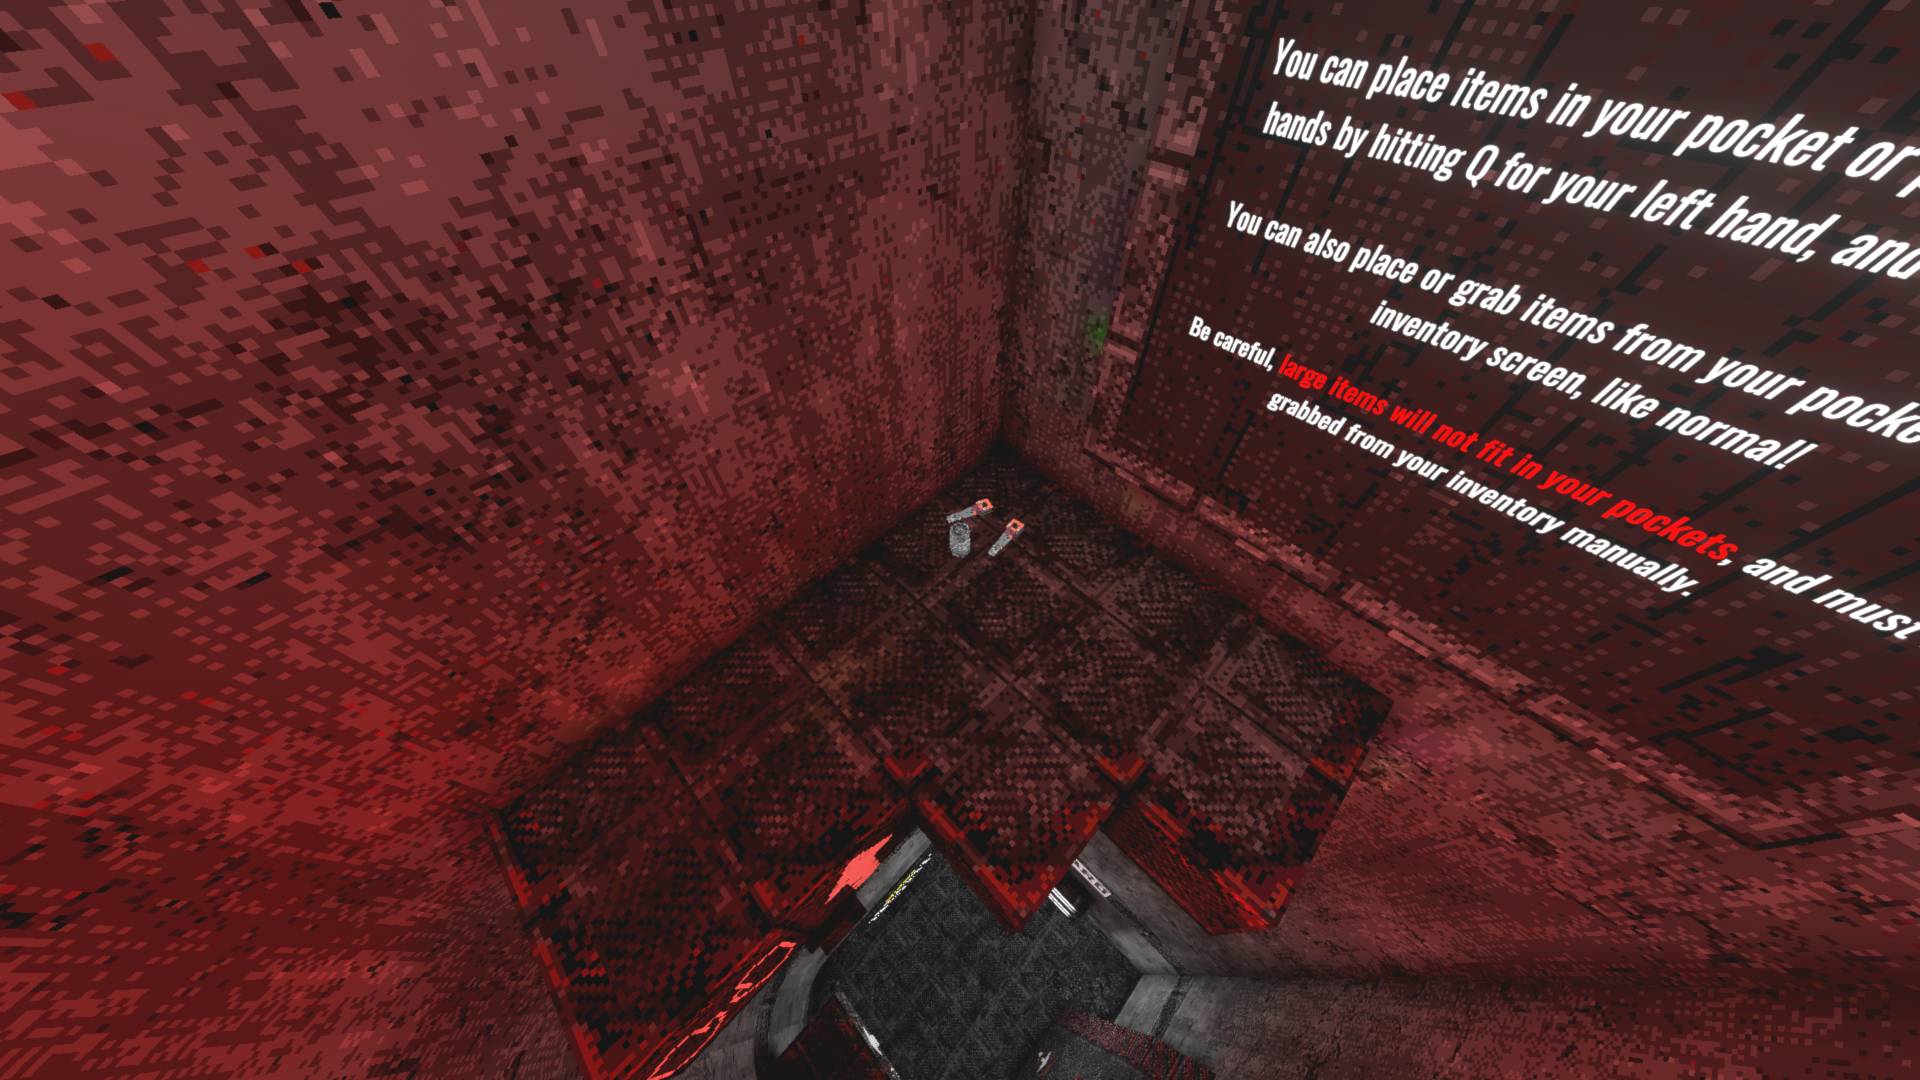 You can place items in your pocket or
hands by hitting Q for your left hand, and
You can also place or grab items from your
inventory screen, like normal!
Be careful, large items will not fit in your pockets, and must
grabbed from your inventory manually.